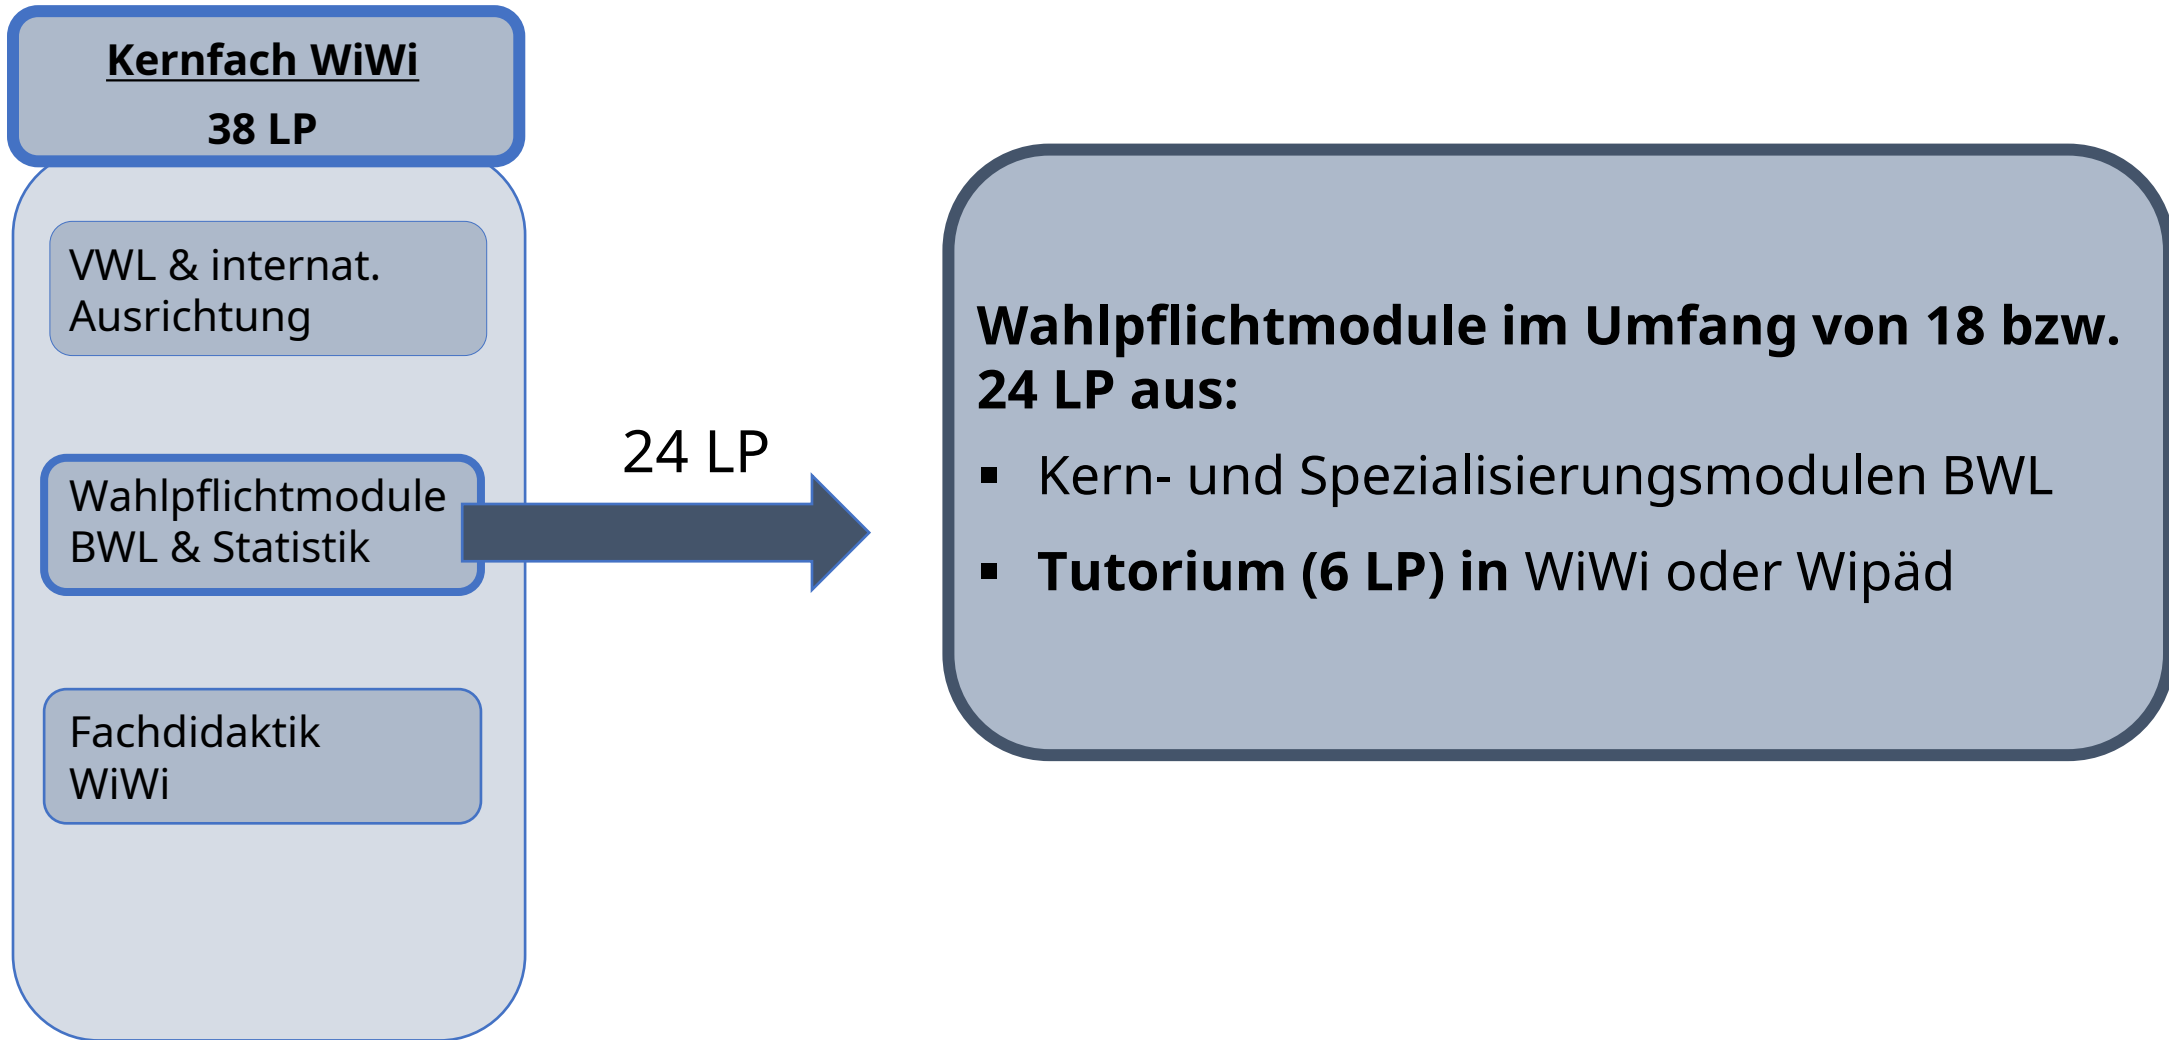 Kernfach WiWi
38 LP
VWL & internat.
Ausrichtung
Wahlpflichtmodule
BWL & Statistik
Fachdidaktik
WiWi
24 LP
Wahlpflichtmodule im Umfang von 18 bzw.
24 LP aus:
▪ Kern- und Spezialisierungsmodulen BWL
▪ Tutorium (6 LP) in WiWi oder Wipäd